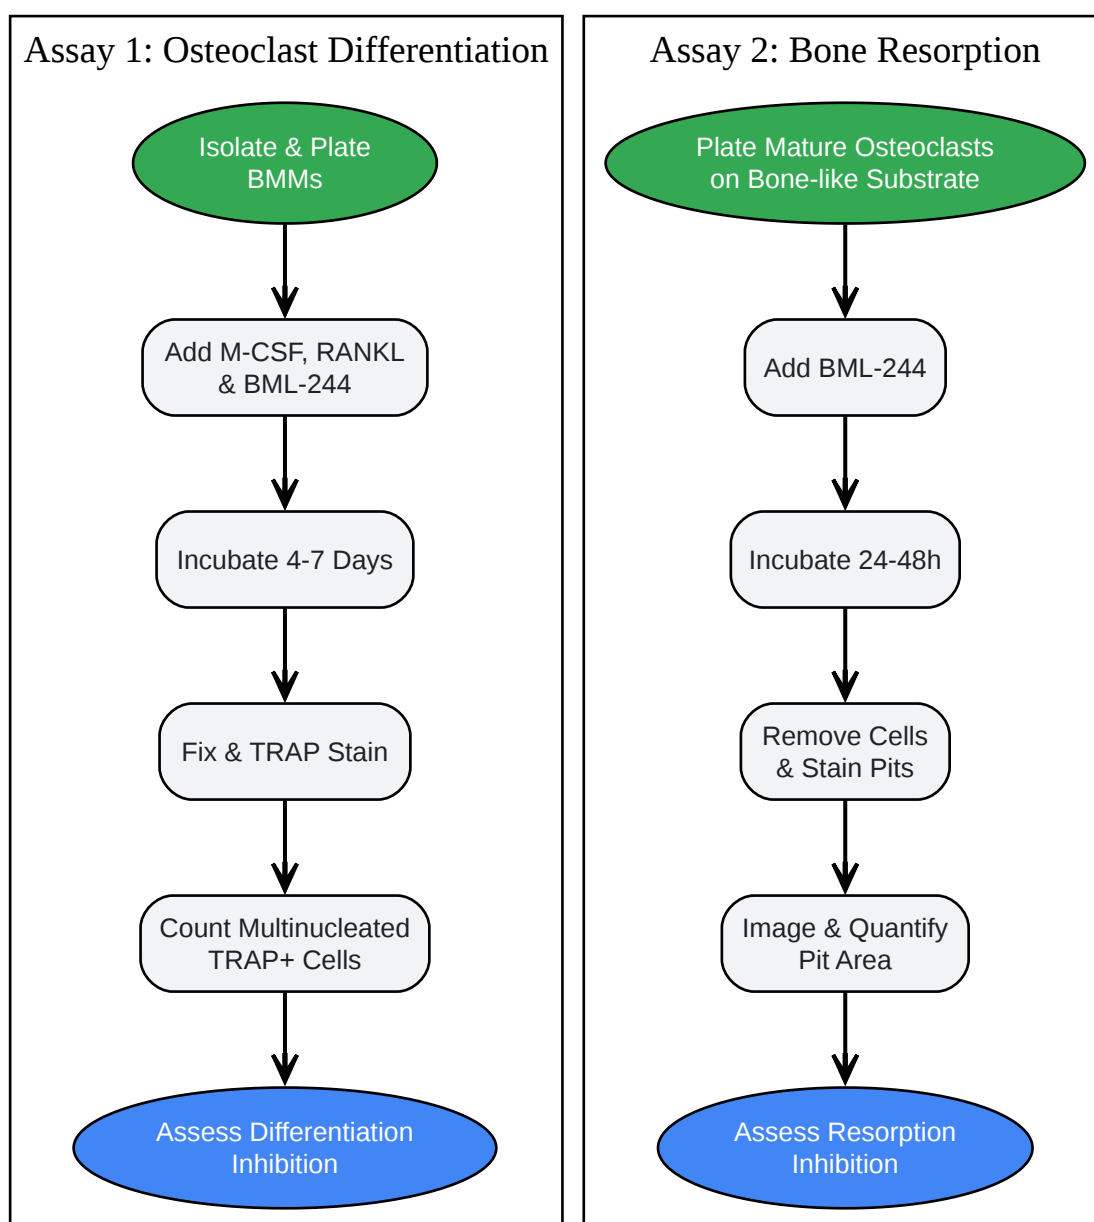 Assay 1: Osteoclast Differentiation
Isolate & Plate
BMMs
Add M-CSF, RANKL
& BML-244
Incubate 4-7 Days
Fix & TRAP Stain
Count Multinucleated
TRAP+ Cells
Assess Differentiation
Inhibition
Assay 2: Bone Resorption
Plate Mature Osteoclasts
on Bone-like Substrate
Add BML-244
Incubate 24-48h
Remove Cells
& Stain Pits
Image & Quantify
Pit Area
Assess Resorption
Inhibition